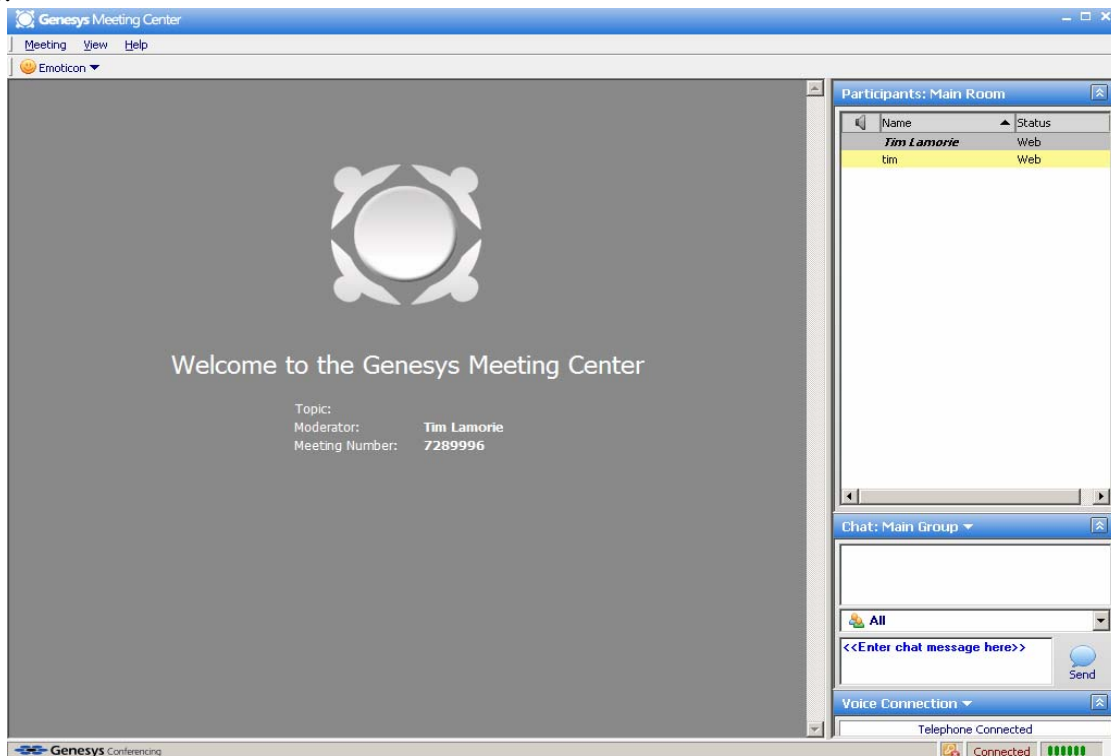 Genesys Meeting Center
Meeting View Help
Emoticon
Participants: Main Room
Name Status
Tim Lamorie Web
tim Web
Welcome to the Genesys Meeting Center
Topic:
Moderator: Tim Lamorie
Meeting Number: 7289996
Chat: Main Group
All
<<Enter chat message here>>
Send
Voice Connection
Telephone Connected
Genesys Conferencing
Connected